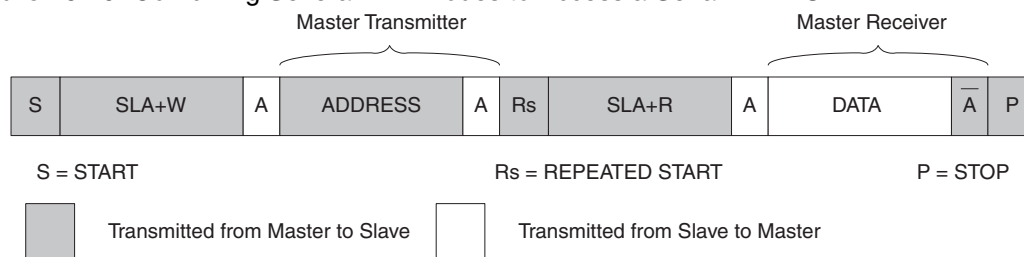 Master Transmitter Master Receiver
S SLA+W A ADDRESS A Rs SLA+R A DATA A̅ P
S = START Rs = REPEATED START P = STOP
Transmitted from Master to Slave Transmitted from Slave to Master